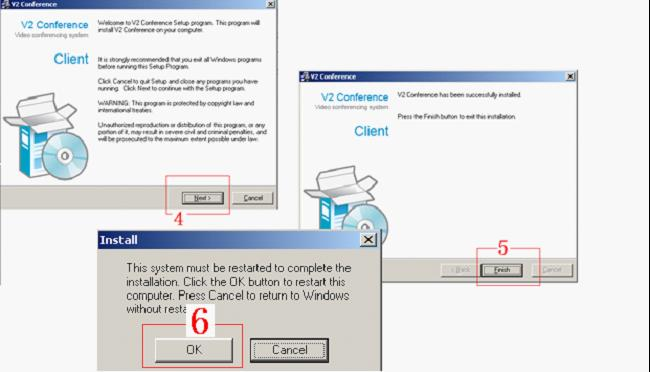 V2 Conference
V2 Conference
Video conferencing system
Client
Welcome to V2 Conference Setup program. This program will
install V2 Conference on your computer.
It is strongly recommended that you exit all Windows programs
before running this Setup Program.
Click Cancel to quit Setup and close any programs you have
running. Click Next to continue with the Setup program.
WARNING: This program is protected by copyright law and
international treaties.
Unauthorized reproduction or distribution of this program, or any
portion of it, may result in severe civil and criminal penalties, and
will be prosecuted to the maximum extent possible under law.
Next >
Cancel
4
V2 Conference
V2 Conference
Video conferencing system
Client
V2 Conference has been successfully installed.
Press the Finish button to exit this installation.
5
< Back
Finish
Cancel
Install
This system must be restarted to complete the
installation. Click the OK button to restart this
computer. Press Cancel to return to Windows
without resta
6
OK
Cancel